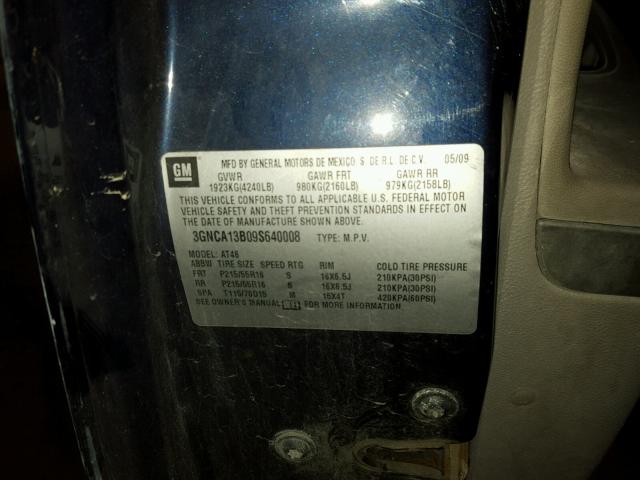 GM
MFD BY GENERAL MOTORS DE MEXICO, S. DE R.L. DE C.V. 05/09
GVWR GAWR FRT GAWR RR
1923KG(4240LB) 980KG(2160LB) 979KG(2158LB)
THIS VEHICLE CONFORMS TO ALL APPLICABLE U.S. FEDERAL MOTOR
VEHICLE SAFETY AND THEFT PREVENTION STANDARDS IN EFFECT ON
THE DATE OF MANUFACTURE SHOWN ABOVE.
3GNCA13B09S640008 TYPE: M.P.V.
MODEL: AT46
4BBW TIRE SIZE SPEED RTG RIM COLD TIRE PRESSURE
FRT P215/55R16 S 16X6.5J 210KPA(30PSI)
RR P215/55R16 S 16X6.5J 210KPA(30PSI)
SPA T115/70D15 M 15X4T 420KPA(60PSI)
SEE OWNER'S MANUAL FOR MORE INFORMATION.